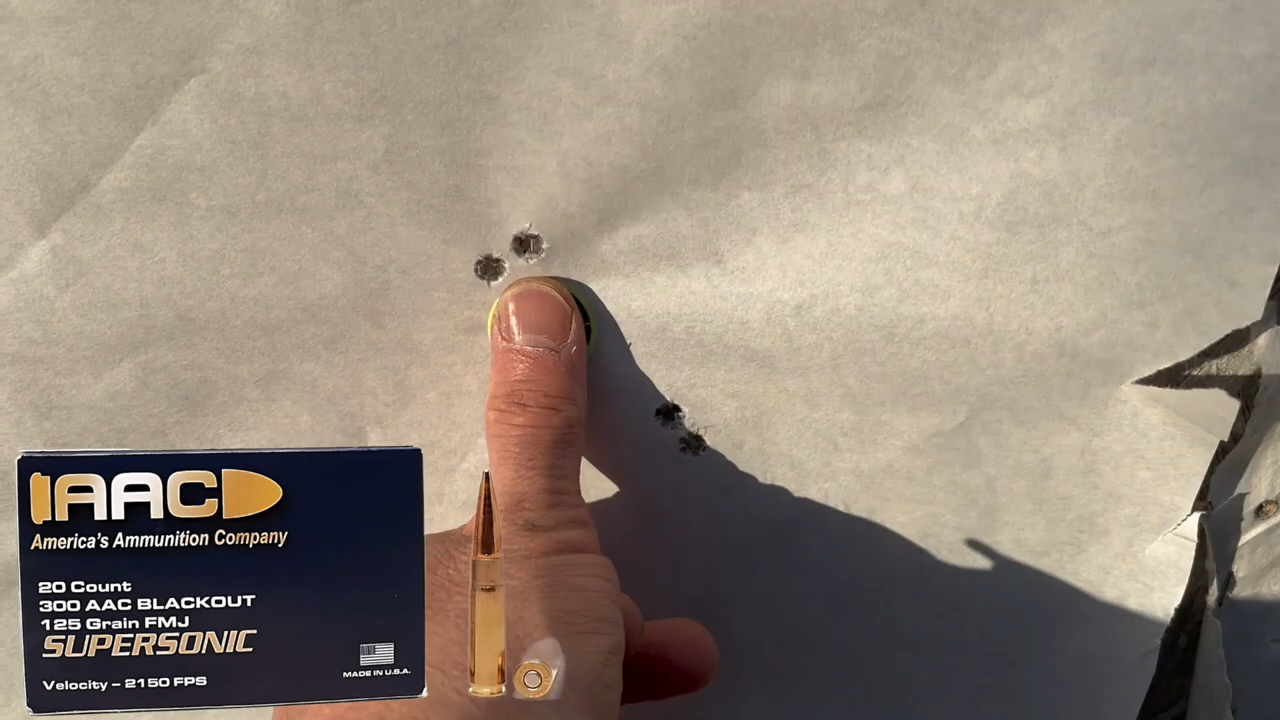 AAC
America's Ammunition Company
20 Count
300 AAC BLACKOUT
125 Grain FMJ
SUPERSONIC
Velocity – 2150 FPS
MADE IN U.S.A.